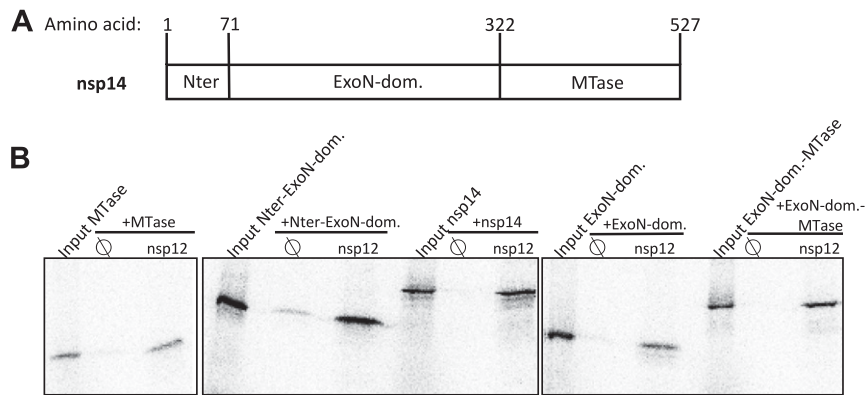 A
Amino acid: 1 71 322 527
nsp14 Nter ExoN-dom. MTase
B
Input MTase
+MTase
∅ nsp12
Input Nter-ExoN-dom.
+Nter-ExoN-dom.
∅ nsp12
Input nsp14
+nsp14
∅ nsp12
Input ExoN-dom.
+ExoN-dom.
∅ nsp12
Input ExoN-dom.-MTase
+ExoN-dom.-
MTase
∅ nsp12